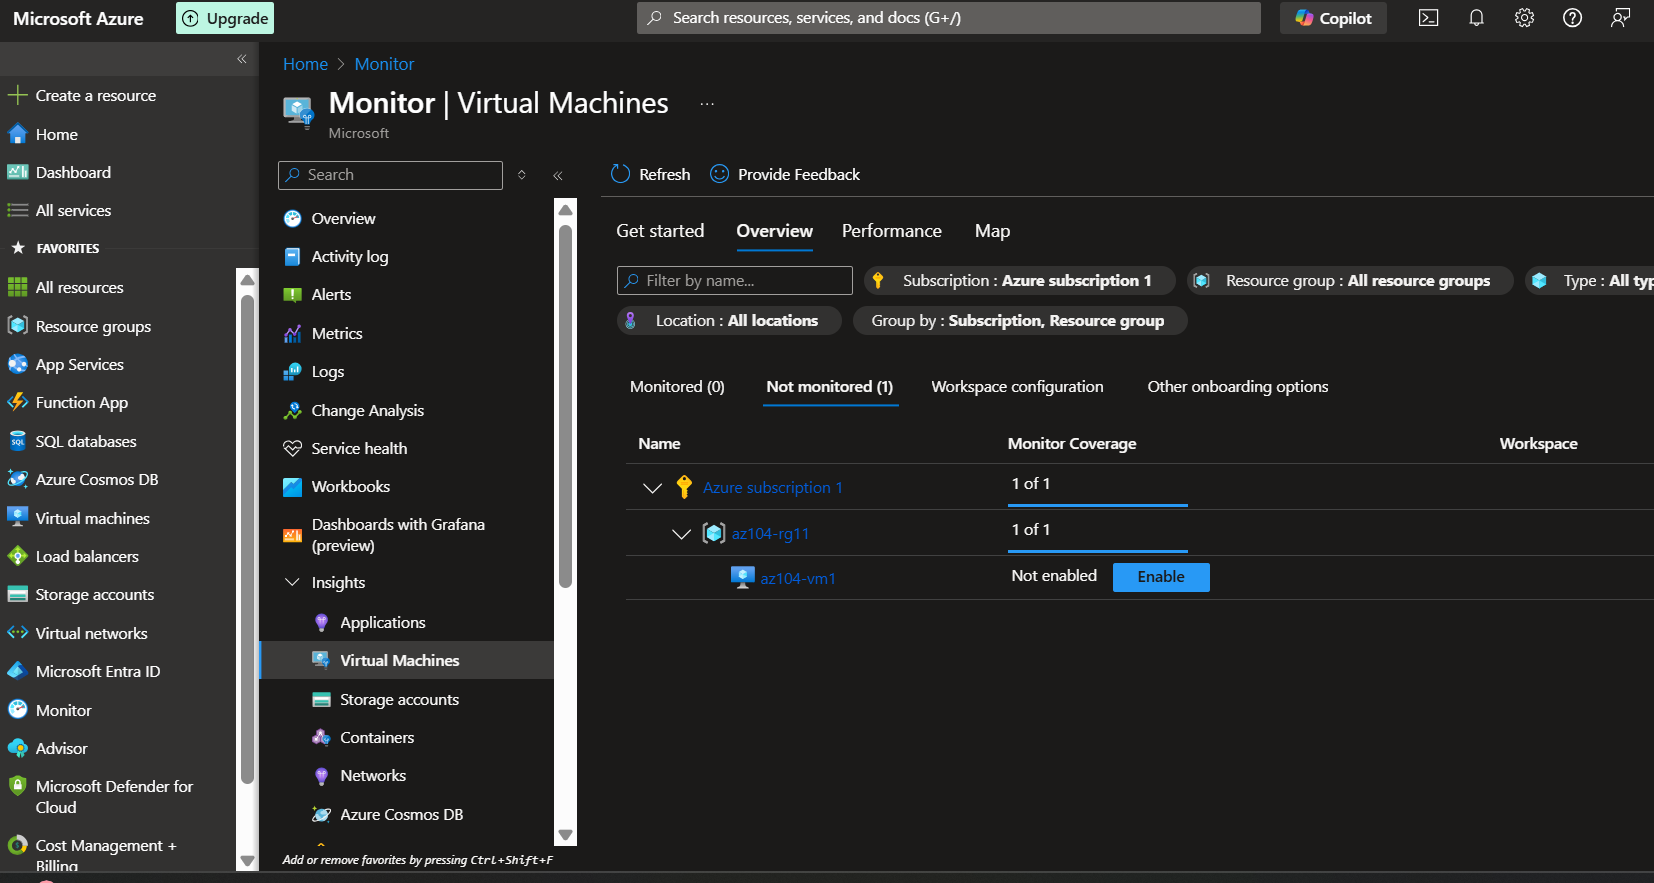 Microsoft Azure
Upgrade
Search resources, services, and docs (G+/)
Copilot
Create a resource
Home
Dashboard
All services
FAVORITES
All resources
Resource groups
App Services
Function App
SQL databases
Azure Cosmos DB
Virtual machines
Load balancers
Storage accounts
Virtual networks
Microsoft Entra ID
Monitor
Advisor
Microsoft Defender for
Cloud
Cost Management +
Billing
Home > Monitor
Monitor | Virtual Machines ...
Microsoft
Search
Overview
Activity log
Alerts
Metrics
Logs
Change Analysis
Service health
Workbooks
Dashboards with Grafana
(preview)
Insights
Applications
Virtual Machines
Storage accounts
Containers
Networks
Azure Cosmos DB
Add or remove favorites by pressing Ctrl+Shift+F
Refresh
Provide Feedback
Get started
Overview
Performance
Map
Filter by name...
Subscription : Azure subscription 1
Resource group : All resource groups
Type : All typ
Location : All locations
Group by : Subscription, Resource group
Monitored (0)
Not monitored (1)
Workspace configuration
Other onboarding options
Name
Monitor Coverage
Workspace
Azure subscription 1
1 of 1
az104-rg11
1 of 1
az104-vm1
Not enabled
Enable